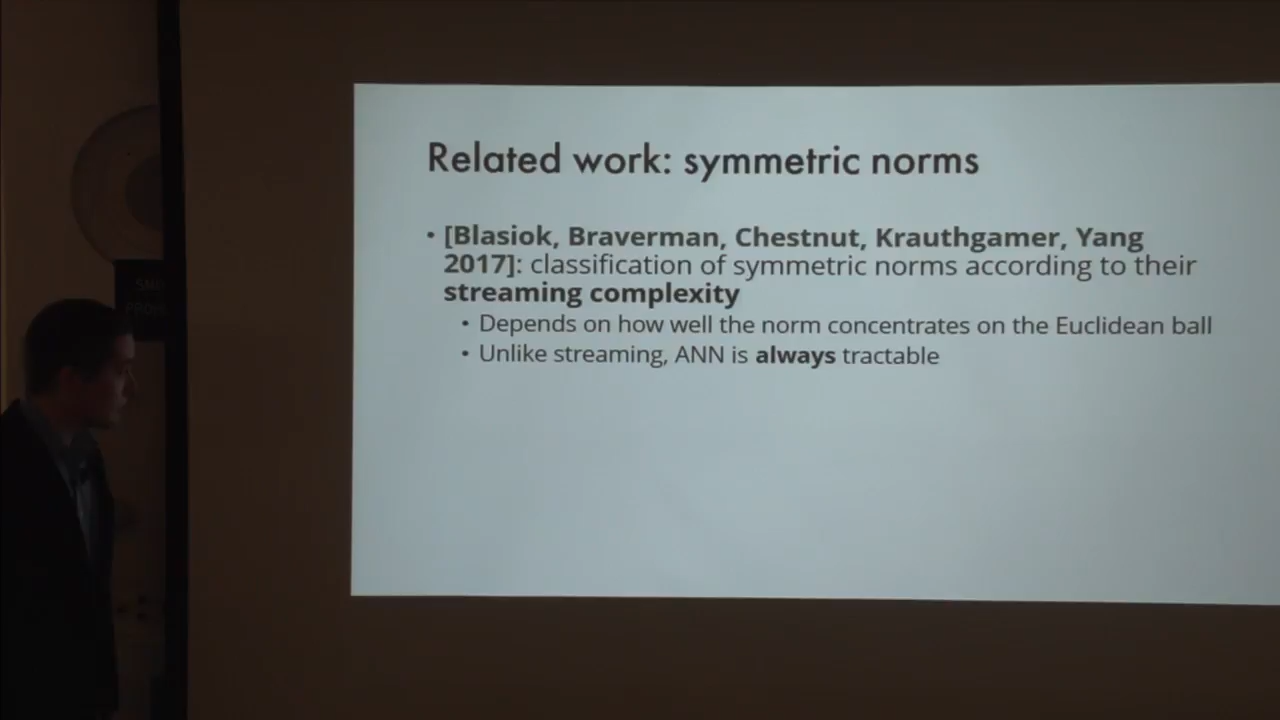 Related work: symmetric norms
• [Blasiok, Braverman, Chestnut, Krauthgamer, Yang
2017]: classification of symmetric norms according to their
streaming complexity
• Depends on how well the norm concentrates on the Euclidean ball
• Unlike streaming, ANN is always tractable